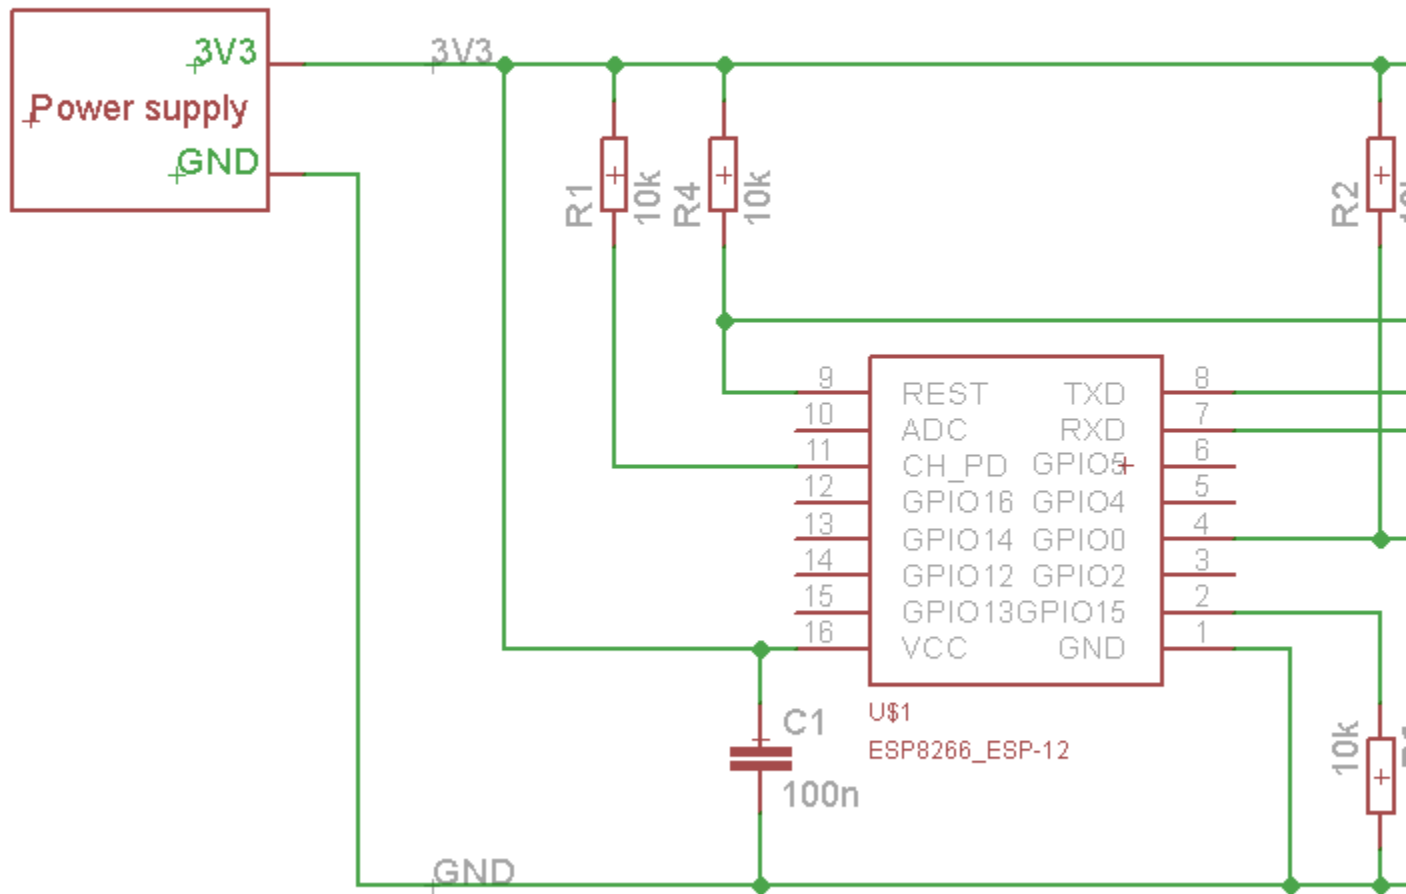 3V3
Power supply
GND
3V3
R1
10k
R4
10k
R2
9
REST
TXD
8
10
ADC
RXD
7
11
CH_PD
GPIO5
6
12
GPIO16
GPIO4
5
13
GPIO14
GPIO0
4
14
GPIO12
GPIO2
3
15
GPIO13
GPIO15
2
16
VCC
GND
1
U$1
ESP8266_ESP-12
C1
100n
10k
GND